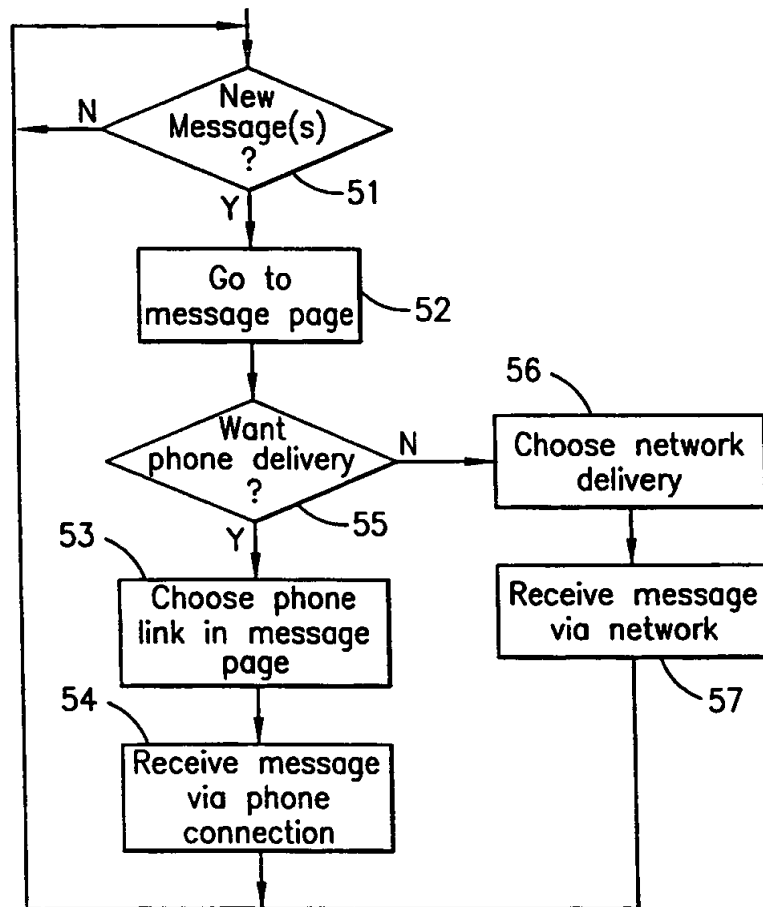 New
Message(s)
?
N
51
Y
Go to
message page
52
Want
phone delivery
?
N
55
Y
56
Choose network
delivery
53
Choose phone
link in message
page
Receive message
via network
57
54
Receive message
via phone
connection